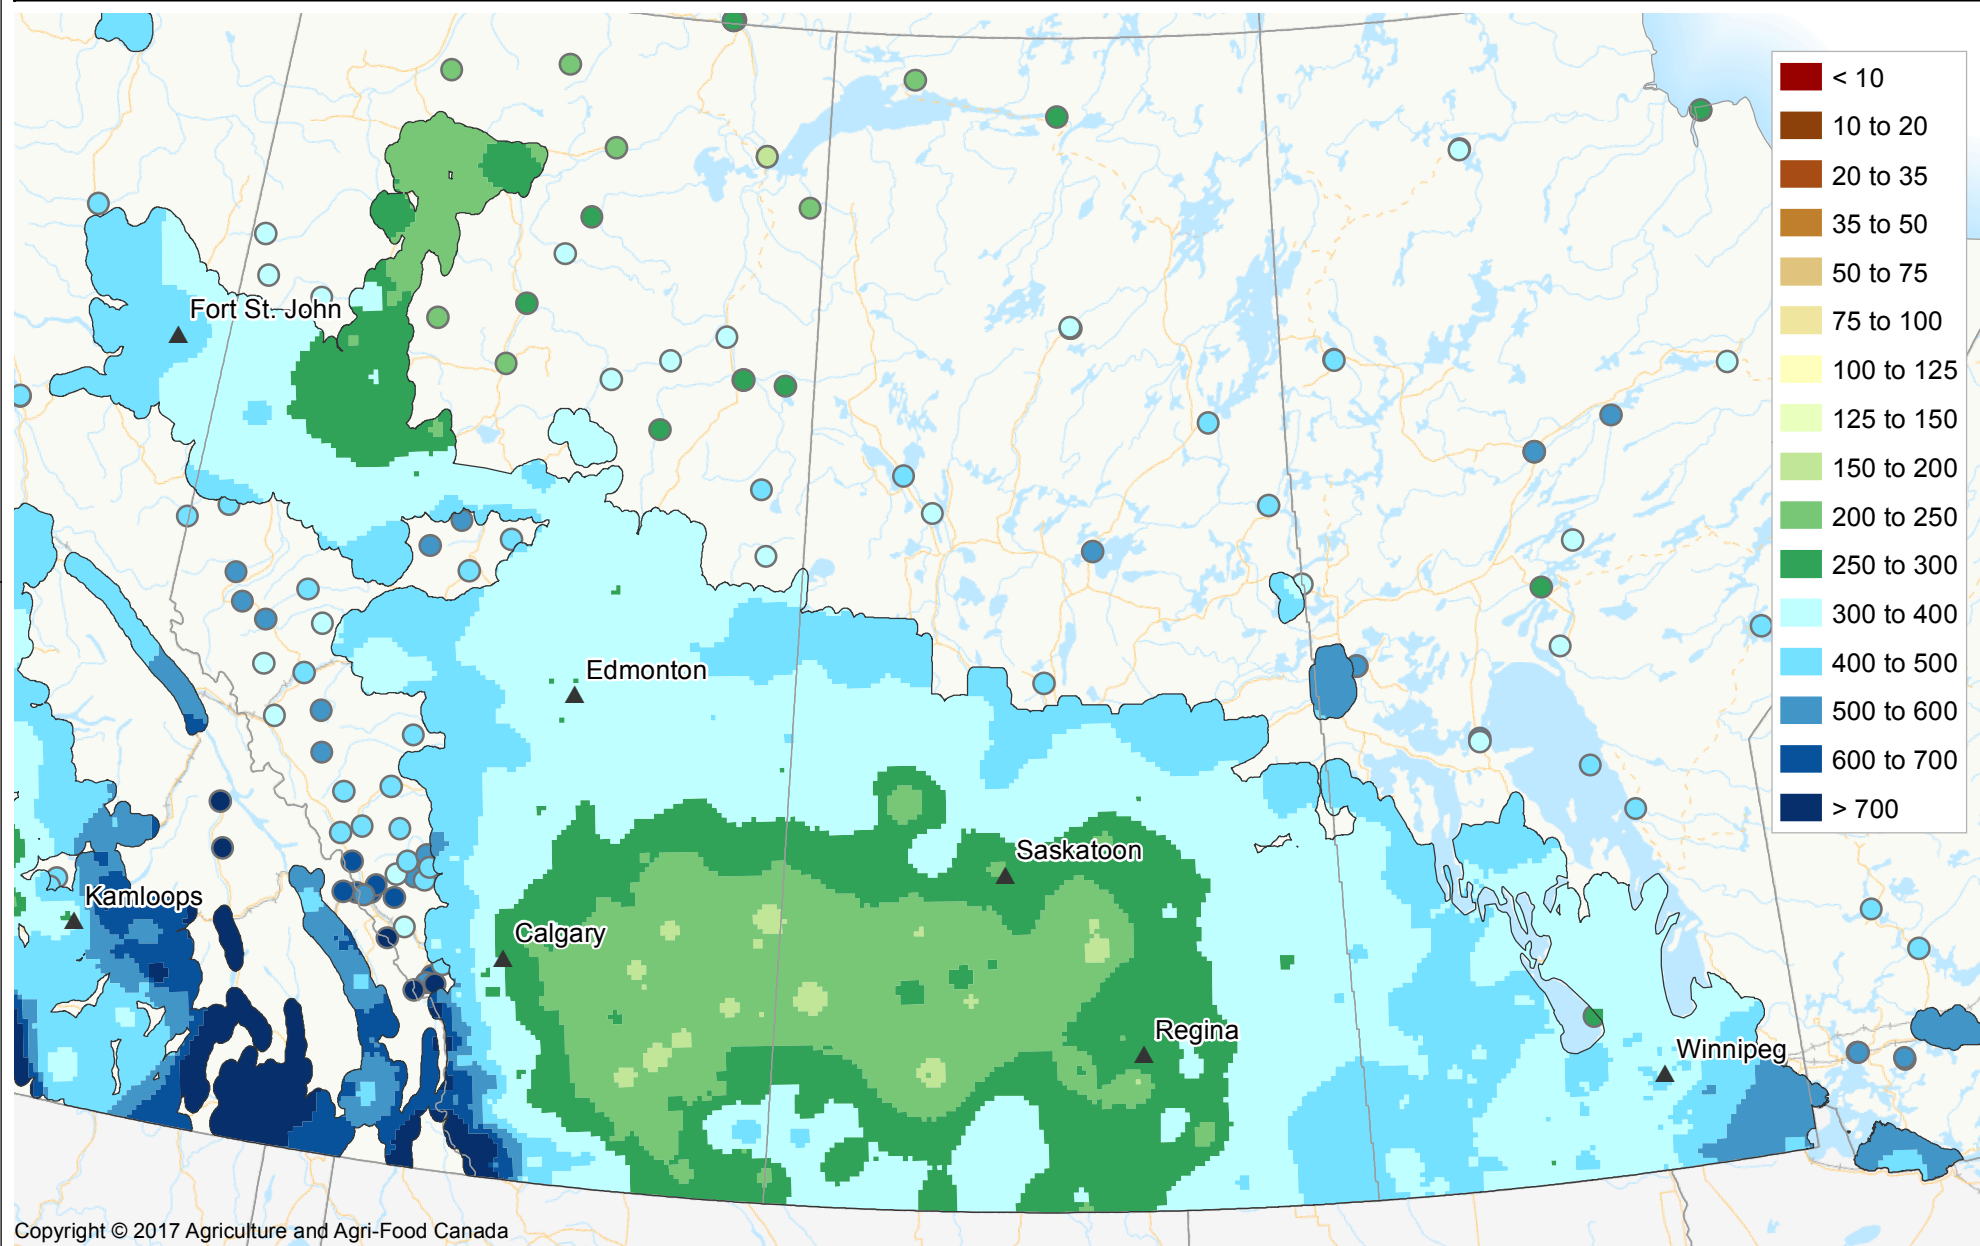 < 10
10 to 20
20 to 35
35 to 50
50 to 75
75 to 100
100 to 125
125 to 150
150 to 200
200 to 250
250 to 300
300 to 400
400 to 500
500 to 600
600 to 700
> 700
Fort St. John
Edmonton
Saskatoon
Kamloops
Calgary
Regina
Winnipeg
Copyright © 2017 Agriculture and Agri-Food Canada